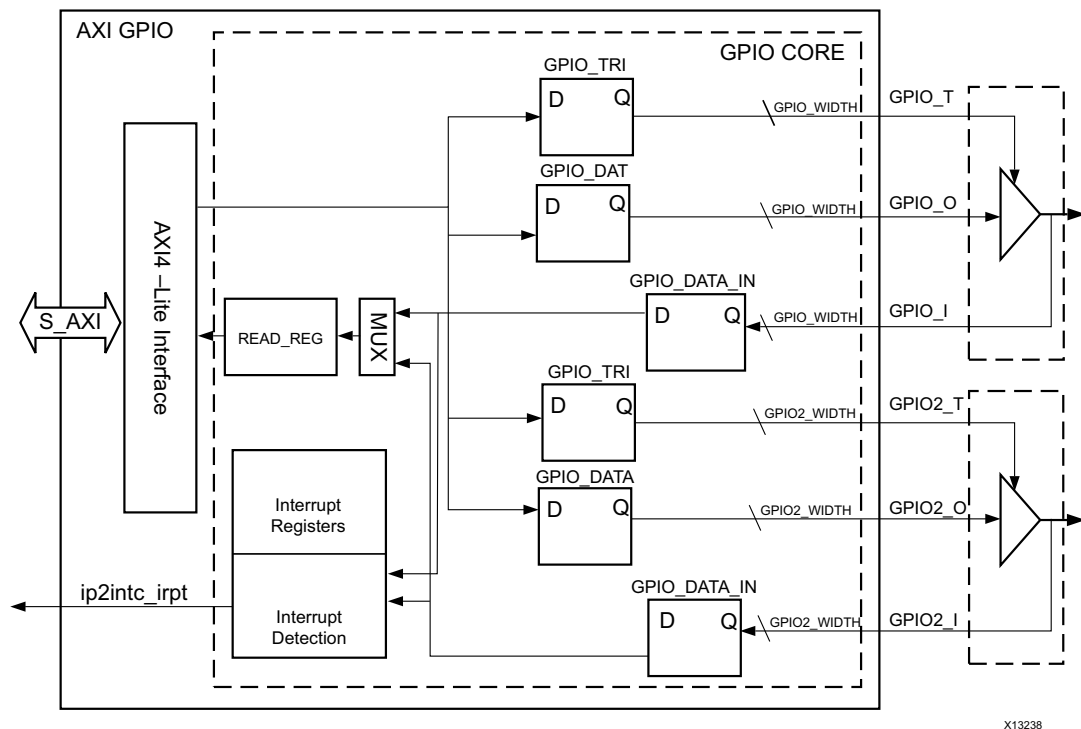 AXI GPIO
GPIO CORE
GPIO_TRI
D
Q
GPIO_WIDTH
GPIO_T
GPIO_DAT
D
Q
GPIO_WIDTH
GPIO_O
AXI4 –Lite Interface
S_AXI
READ_REG
MUX
GPIO_DATA_IN
D
Q
GPIO_WIDTH
GPIO_I
GPIO_TRI
D
Q
GPIO2_WIDTH
GPIO2_T
GPIO_DATA
D
Q
GPIO2_WIDTH
GPIO2_O
Interrupt
Registers
Interrupt
Detection
ip2intc_irpt
GPIO_DATA_IN
D
Q
GPIO2_WIDTH
GPIO2_I
X13238